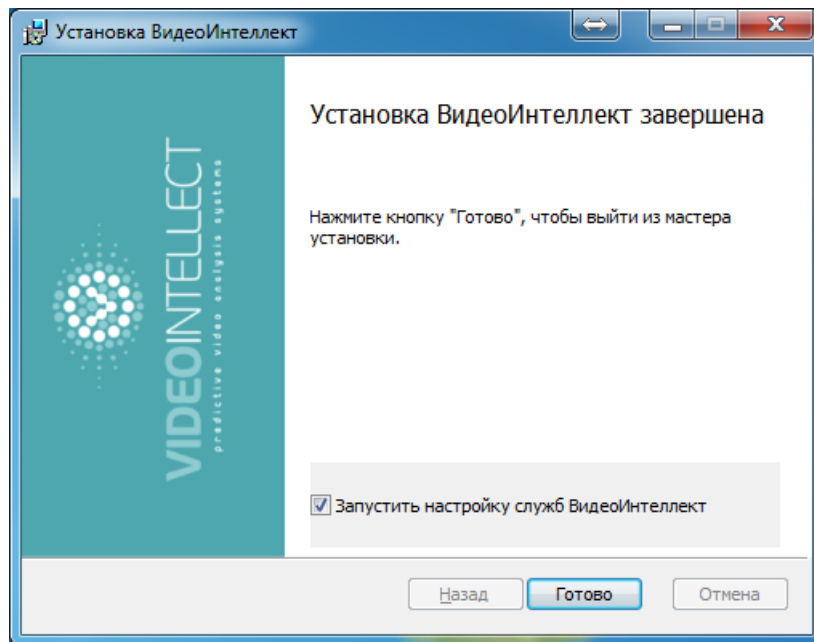 Установка ВидеоИнтеллект
VIDEOINTELLECT
predictive video analysis systems
Установка ВидеоИнтеллект завершена
Нажмите кнопку "Готово", чтобы выйти из мастера
установки.
Запустить настройку служб ВидеоИнтеллект
Назад
Готово
Отмена